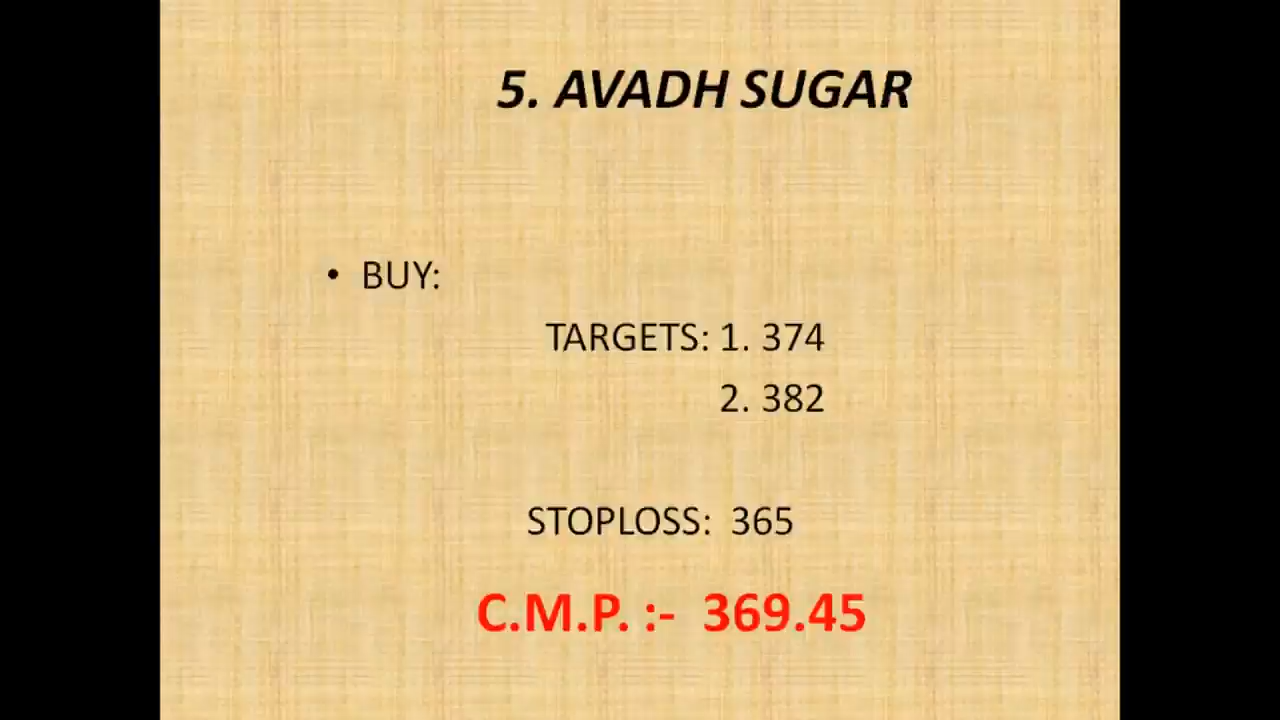 5. AVADH SUGAR
• BUY:
TARGETS: 1. 374
2. 382
STOPLOSS: 365
C.M.P. :- 369.45